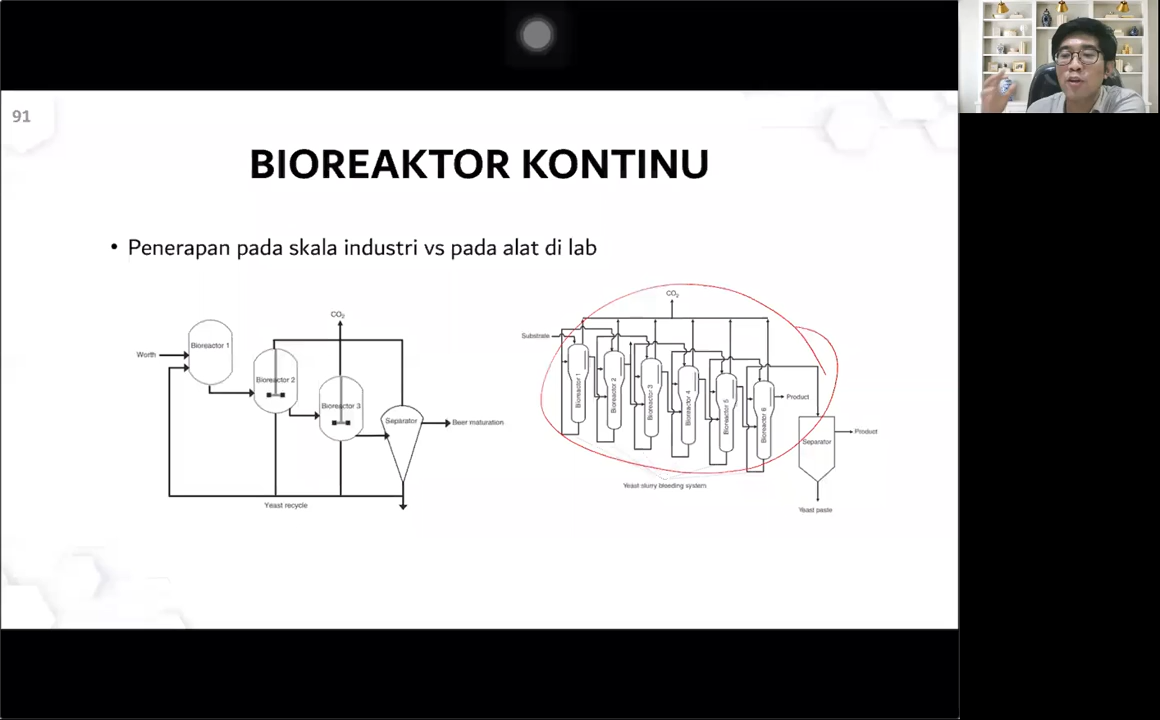 91
BIOREAKTOR KONTINU
• Penerapan pada skala industri vs pada alat di lab
CO2
Worth
Bioreactor 1
Bioreactor 2
Bioreactor 3
Separator
Beer maturation
Yeast recycle
CO2
Substrate
Bioreactor 1
Bioreactor 2
Bioreactor 3
Bioreactor 4
Bioreactor 5
Bioreactor 6
Product
Separator
Product
Yeast slurry bleeding system
Yeast paste